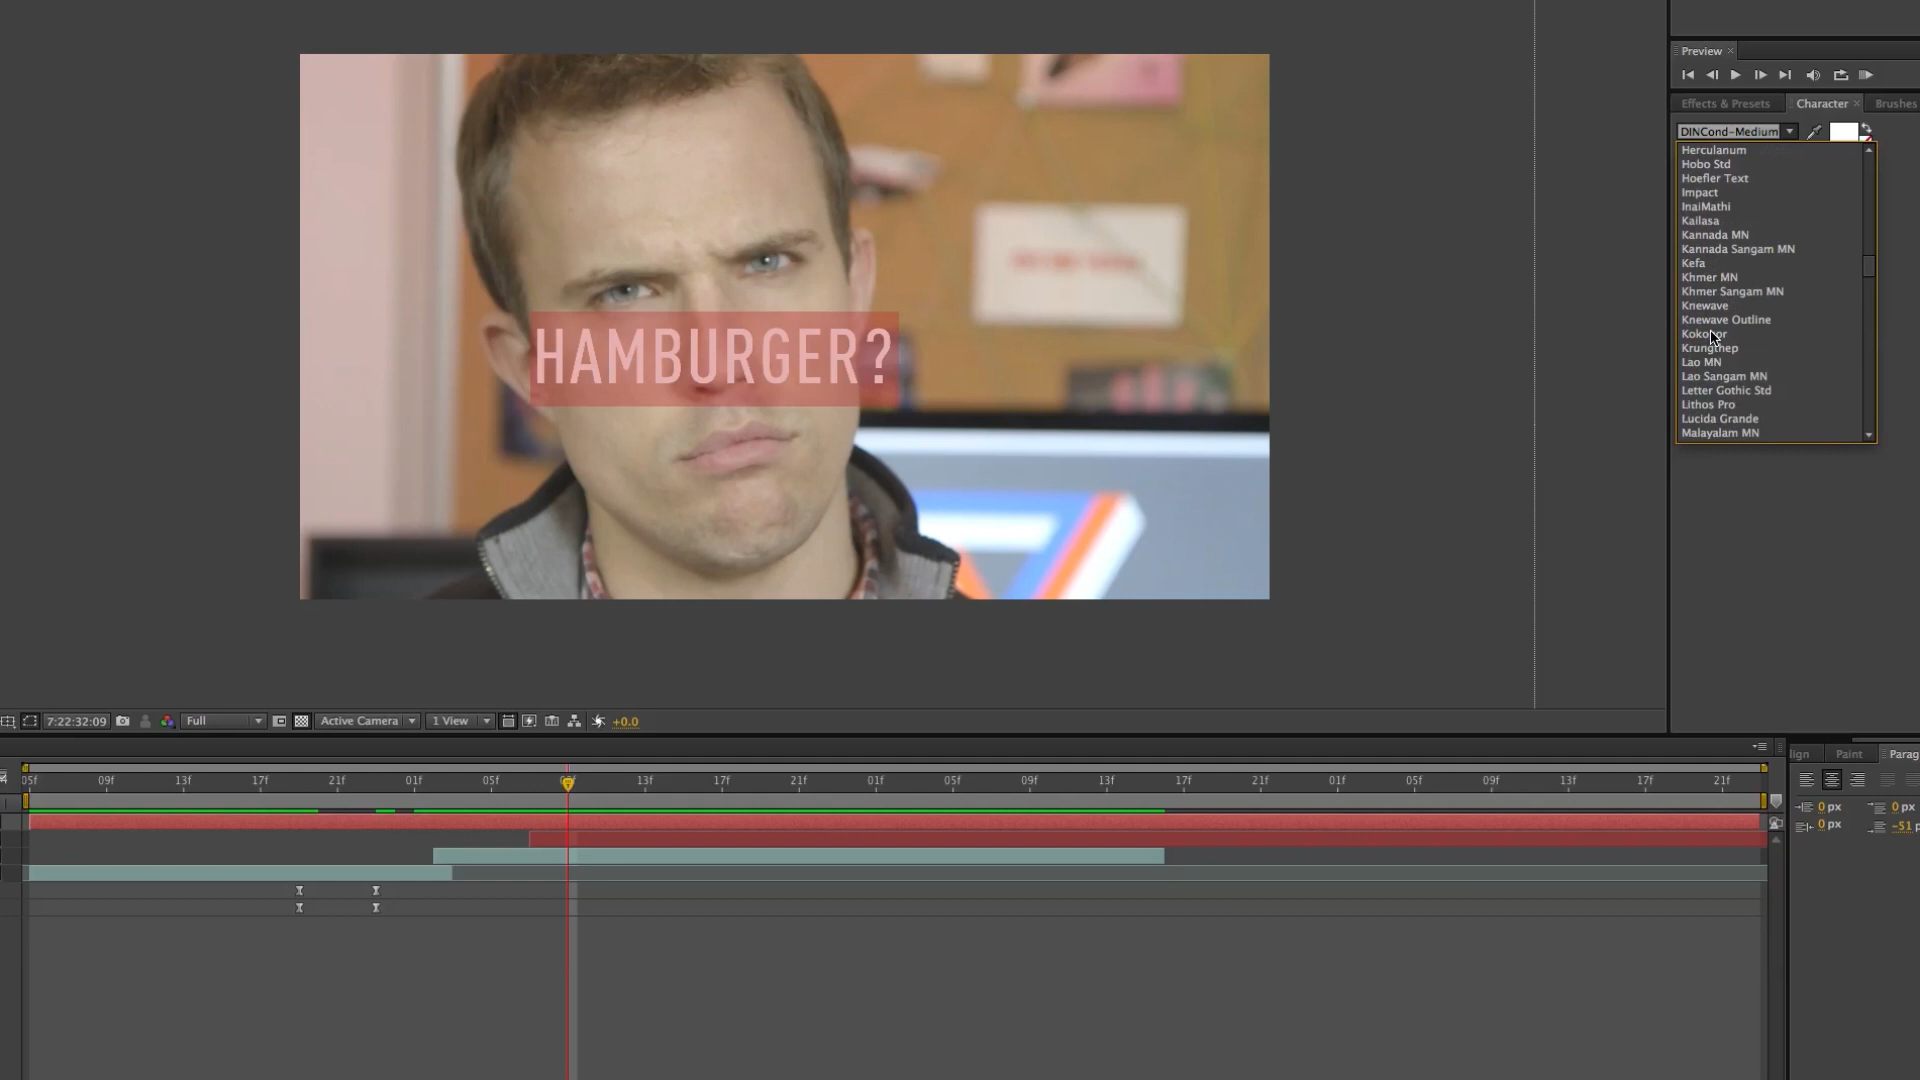 Preview
Effects & Presets Character Brushes
DINCond-Medium
Herculanum
Hobo Std
Hoefler Text
Impact
InaiMathi
Kailasa
Kannada MN
Kannada Sangam MN
Kefa
Khmer MN
Khmer Sangam MN
Knewave
Knewave Outline
Krungthep
Lao MN
Lao Sangam MN
Letter Gothic Std
Lithos Pro
Lucida Grande
Malayalam MN
HAMBURGER?
7:22:32:09 Full Active Camera 1 View +0.0
lign Paint Parag
05f 09f 13f 17f 21f 01f 05f 13f 17f 21f 01f 05f 09f 13f 17f 21f 01f 05f 09f 13f 17f 21f
0 px 0 px
0 px -51 p